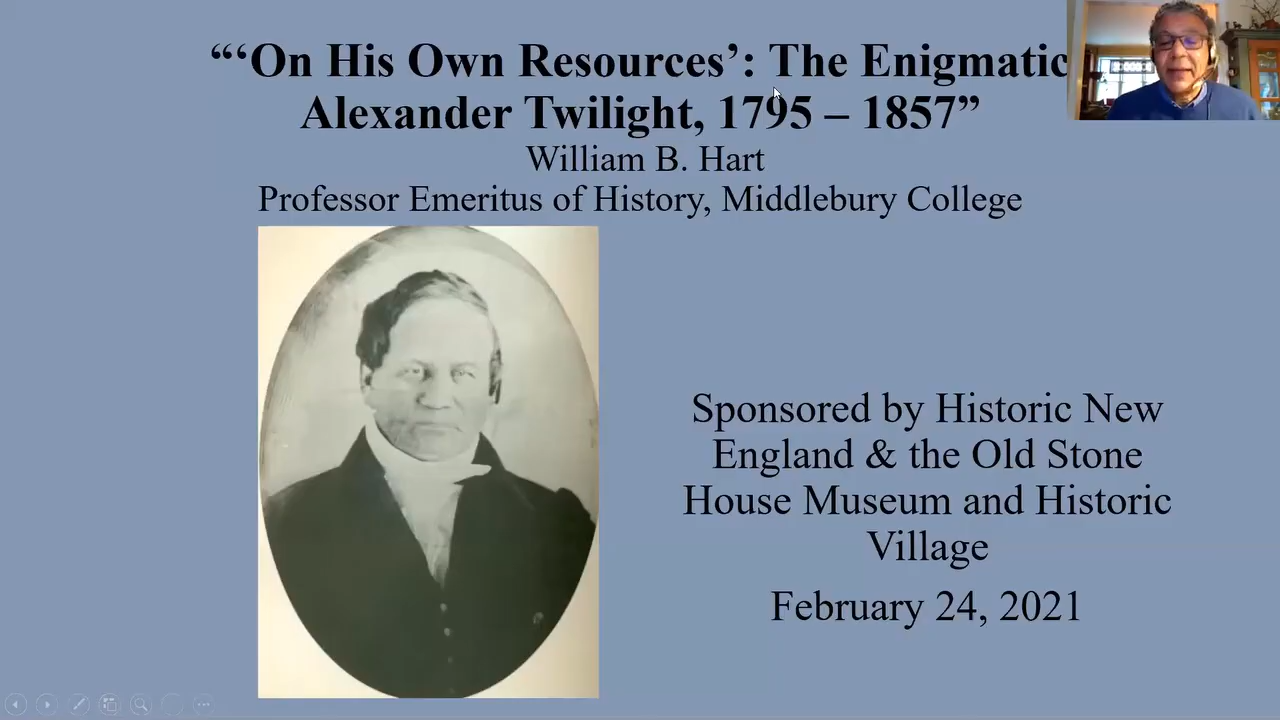 “‘On His Own Resources’: The Enigmatic
Alexander Twilight, 1795 – 1857”
William B. Hart
Professor Emeritus of History, Middlebury College
Sponsored by Historic New
England & the Old Stone
House Museum and Historic
Village
February 24, 2021